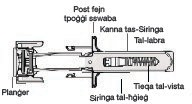 Post fejn
tpoġġi sswaba
Kanna tas-Siringa
Tal-labra
Planġer
Tieqa tal-vista
Siringa tal-ħġieġ